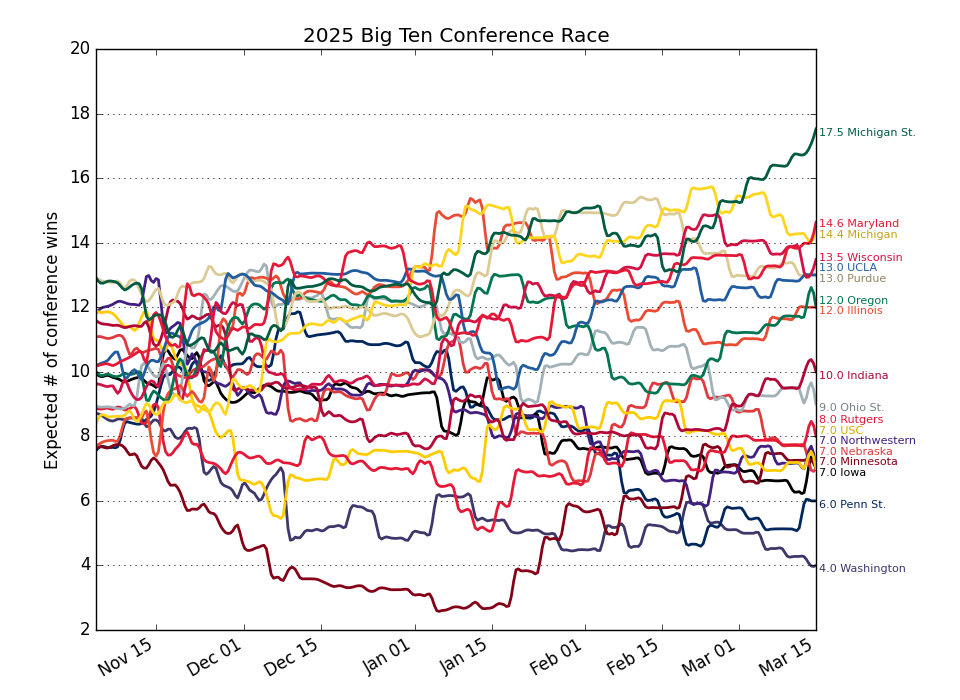 2025 Big Ten Conference Race
Expected # of conference wins
20
18
16
14
12
10
8
6
4
2
17.5 Michigan St.
14.6 Maryland
14.4 Michigan
13.5 Wisconsin
13.0 UCLA
13.0 Purdue
12.0 Oregon
12.0 Illinois
10.0 Indiana
9.0 Ohio St.
8.0 Rutgers
7.0 USC
7.0 Northwestern
7.0 Nebraska
7.0 Minnesota
7.0 Iowa
6.0 Penn St.
4.0 Washington
Nov 15
Dec 01
Dec 15
Jan 01
Jan 15
Feb 01
Feb 15
Mar 01
Mar 15